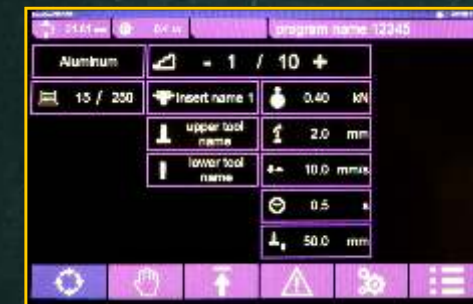 program name 12345
Aluminum - 1 / 10 +
15 / 250 Insert name 1 0.40 kN
upper tool name 2.0 mm
lower tool name 10.0 mm/s
0.5 s
50.0 mm